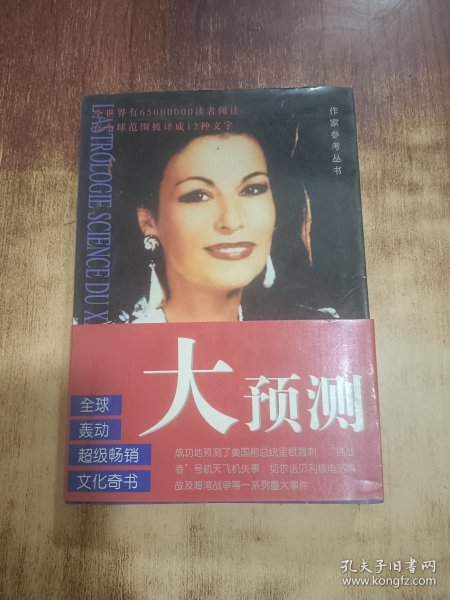 世界有65000000读者阅读
全球范围被译成12种文字
作家参考丛书
L'ASTROLOGIE SCIENCE DU X
大预测
全球
轰动
超级畅销
文化奇书
成功地预测了美国前总统里根遇刺、“挑战
者”号航天飞机失事、切尔诺贝利核电站事
故及海湾战争等一系列重大事件
孔夫子旧书网
www.kongfz.com